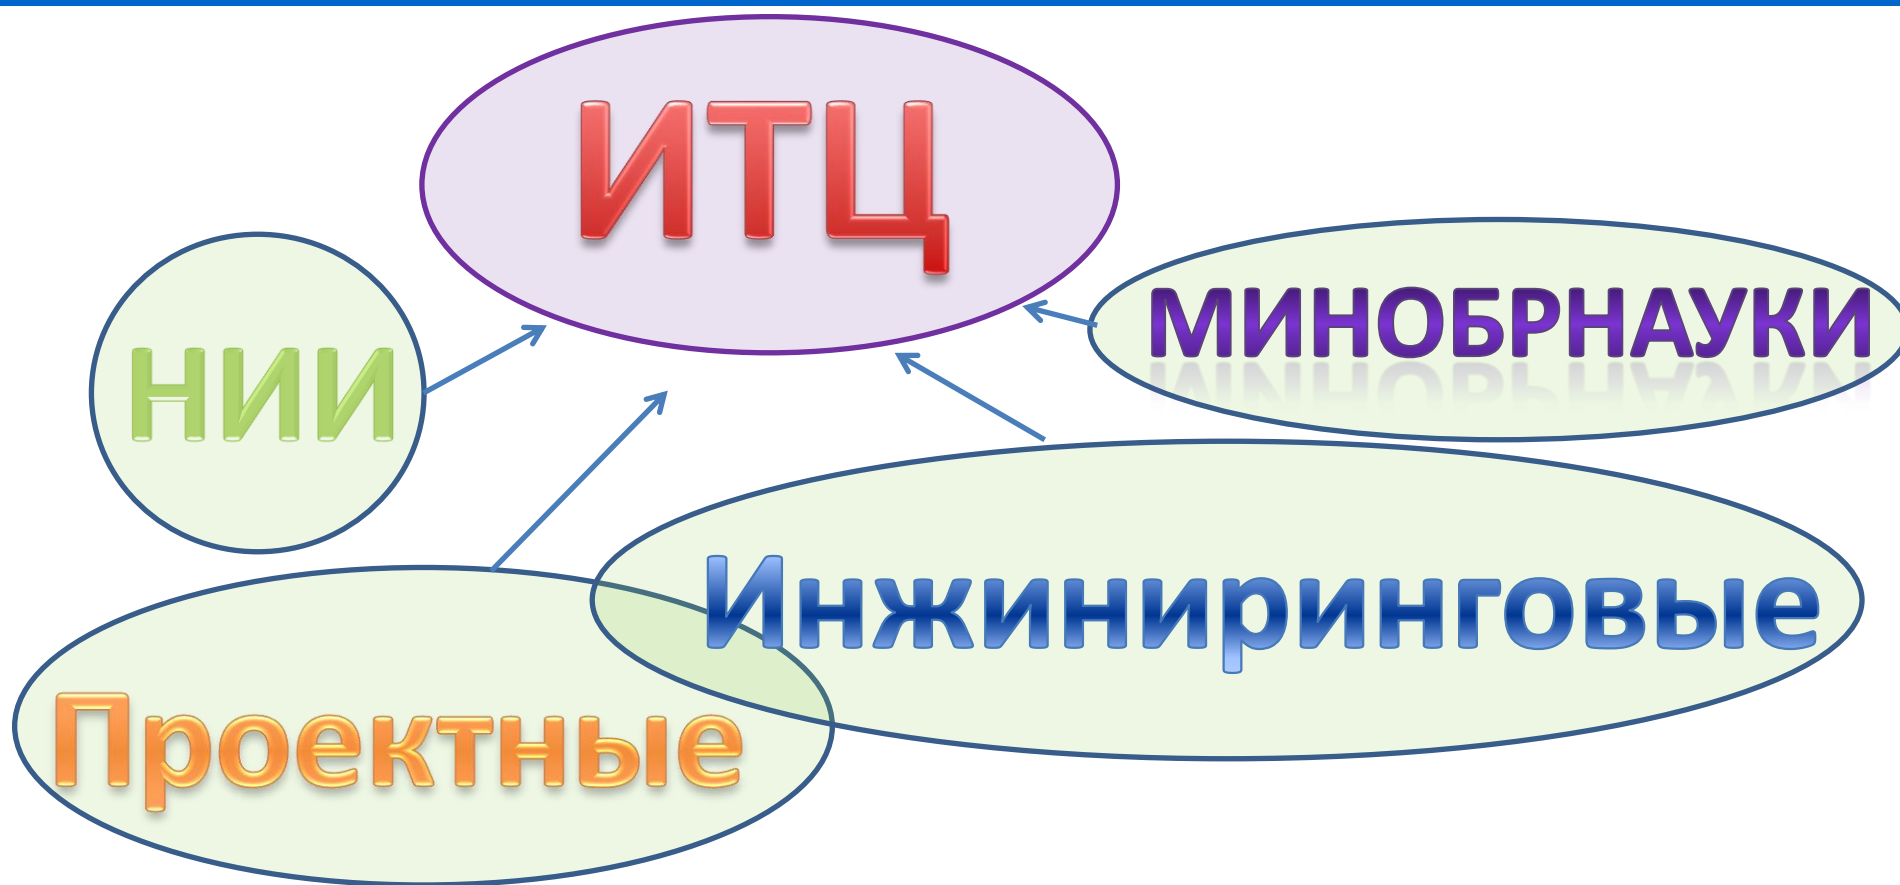 ИТЦ
НИИ
МИНОБРНАУКИ
Инжиниринговые
Проектные